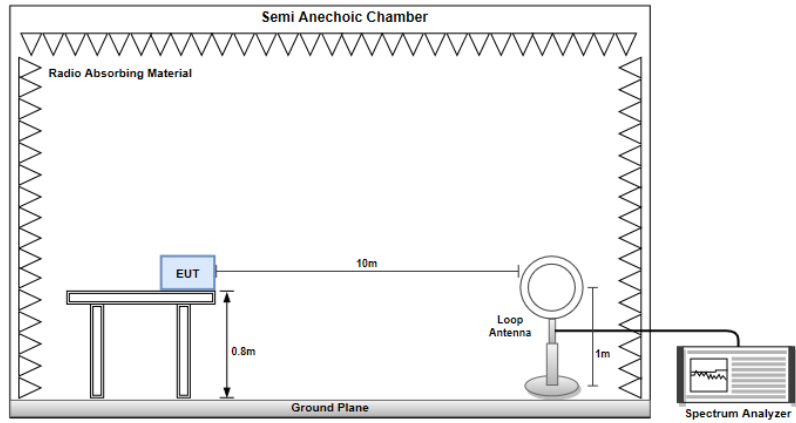 Semi Anechoic Chamber
Radio Absorbing Material
10m
EUT
Loop
Antenna
0.8m
1m
Ground Plane
Spectrum Analyzer